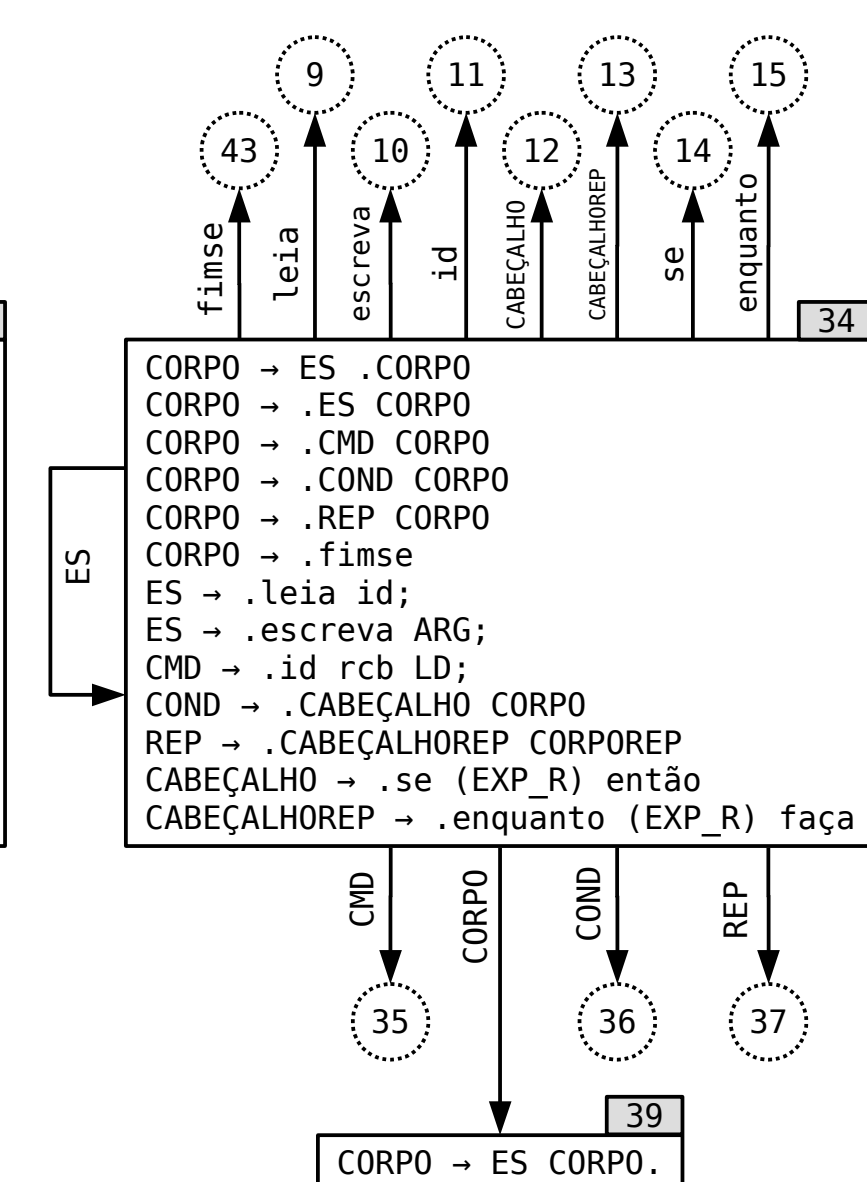 9
11
13
15
43
10
12
14
fimse
leia
escreva
id
CABEÇALHO
CABEÇALHOREP
se
enquanto
34
CORPO → ES .CORPO
CORPO → .ES CORPO
CORPO → .CMD CORPO
CORPO → .COND CORPO
CORPO → .REP CORPO
CORPO → .fimse
ES → .leia id;
ES → .escreva ARG;
CMD → .id rcb LD;
COND → .CABEÇALHO CORPO
REP → .CABEÇALHOREP CORPOREP
CABEÇALHO → .se (EXP_R) então
CABEÇALHOREP → .enquanto (EXP_R) faça
ES
CMD
CORPO
COND
REP
35
36
37
39
CORPO → ES CORPO.